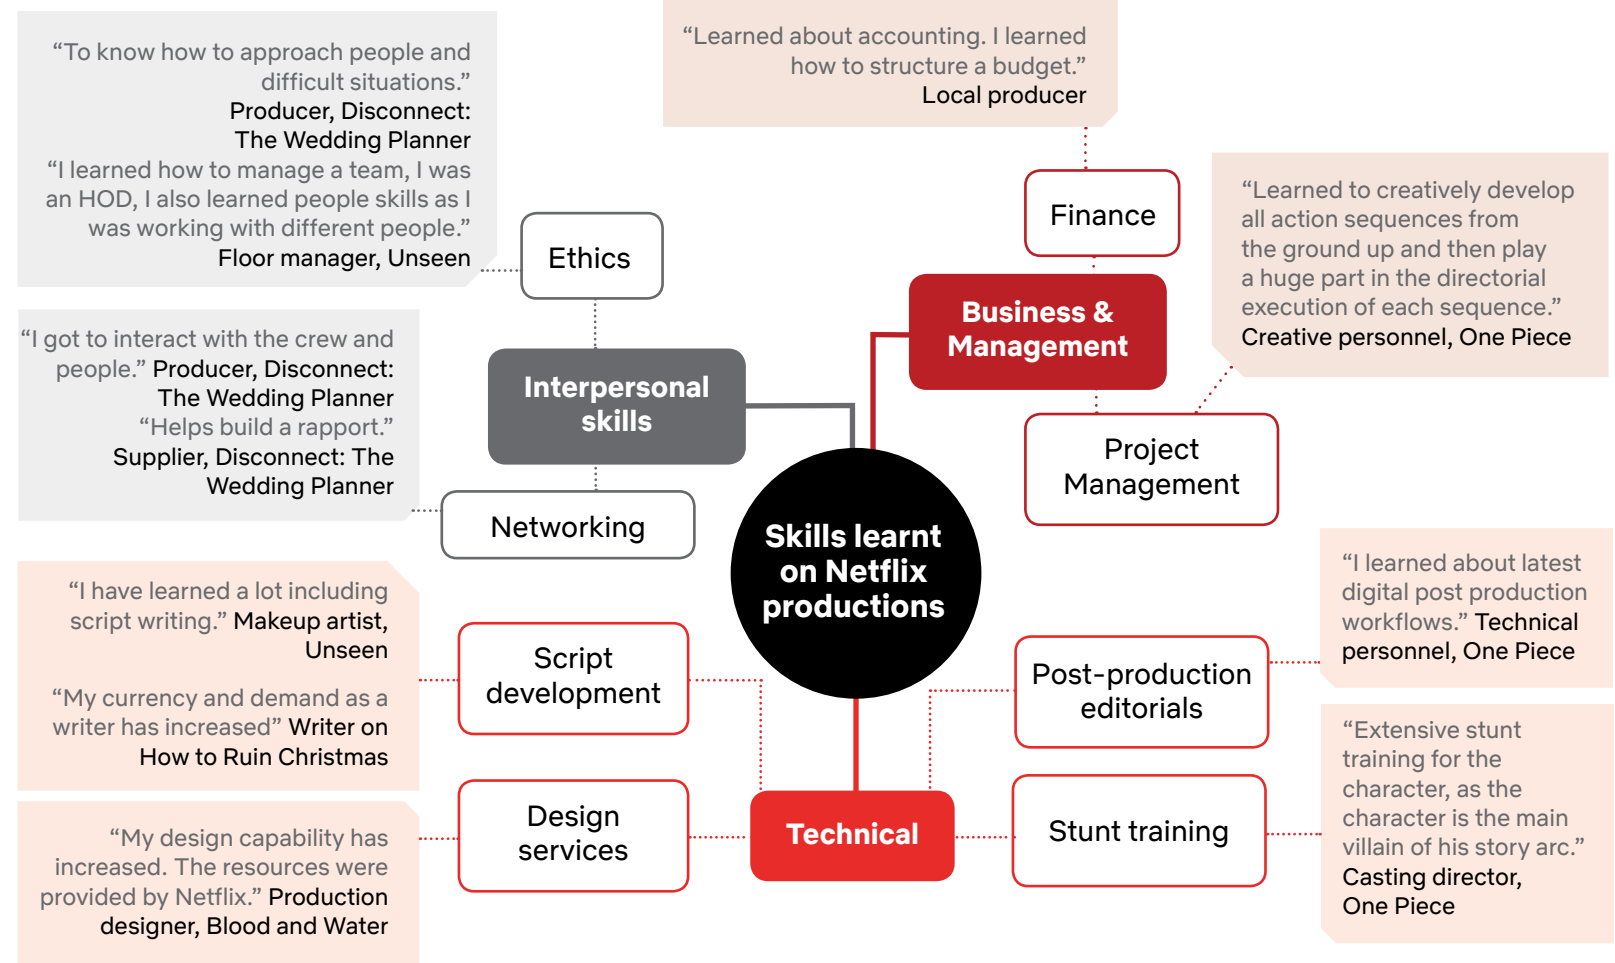 “To know how to approach people and
difficult situations.”
Producer, Disconnect:
The Wedding Planner
“I learned how to manage a team, I was
an HOD, I also learned people skills as I
was working with different people.”
Floor manager, Unseen
Ethics
“I got to interact with the crew and
people.” Producer, Disconnect:
The Wedding Planner
“Helps build a rapport.”
Supplier, Disconnect: The
Wedding Planner
Interpersonal
skills
Networking
“Learned about accounting. I learned
how to structure a budget.”
Local producer
Finance
Business &
Management
“Learned to creatively develop
all action sequences from
the ground up and then play
a huge part in the directorial
execution of each sequence.”
Creative personnel, One Piece
Project
Management
Skills learnt
on Netflix
productions
“I have learned a lot including
script writing.” Makeup artist,
Unseen
“My currency and demand as a
writer has increased” Writer on
How to Ruin Christmas
Script
development
“My design capability has
increased. The resources were
provided by Netflix.” Production
designer, Blood and Water
Design
services
Technical
Post-production
editorials
“I learned about latest
digital post production
workflows.” Technical
personnel, One Piece
Stunt training
“Extensive stunt
training for the
character, as the
character is the main
villain of his story arc.”
Casting director,
One Piece